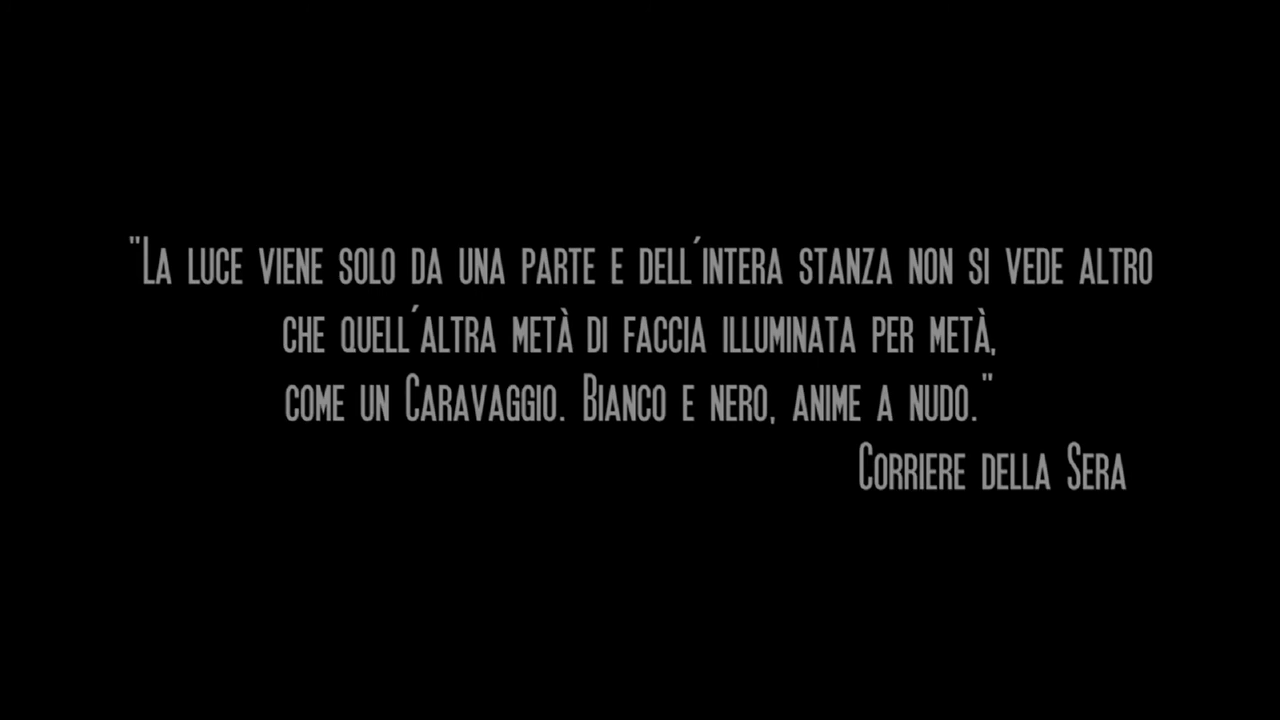 "La luce viene solo da una parte e dell´intera stanza non si vede altro
che quell´altra metà di faccia illuminata per metà,
come un Caravaggio. Bianco e nero, anime a nudo."
Corriere della Sera